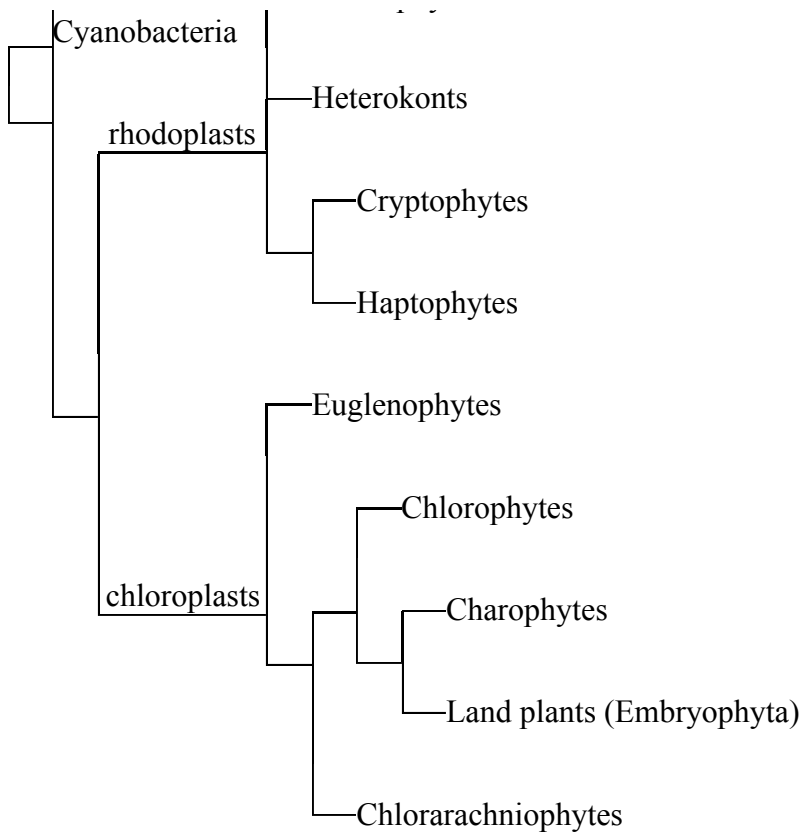 Cyanobacteria
Heterokonts
rhodoplasts
Cryptophytes
Haptophytes
Euglenophytes
Chlorophytes
chloroplasts
Charophytes
Land plants (Embryophyta)
Chlorarachniophytes